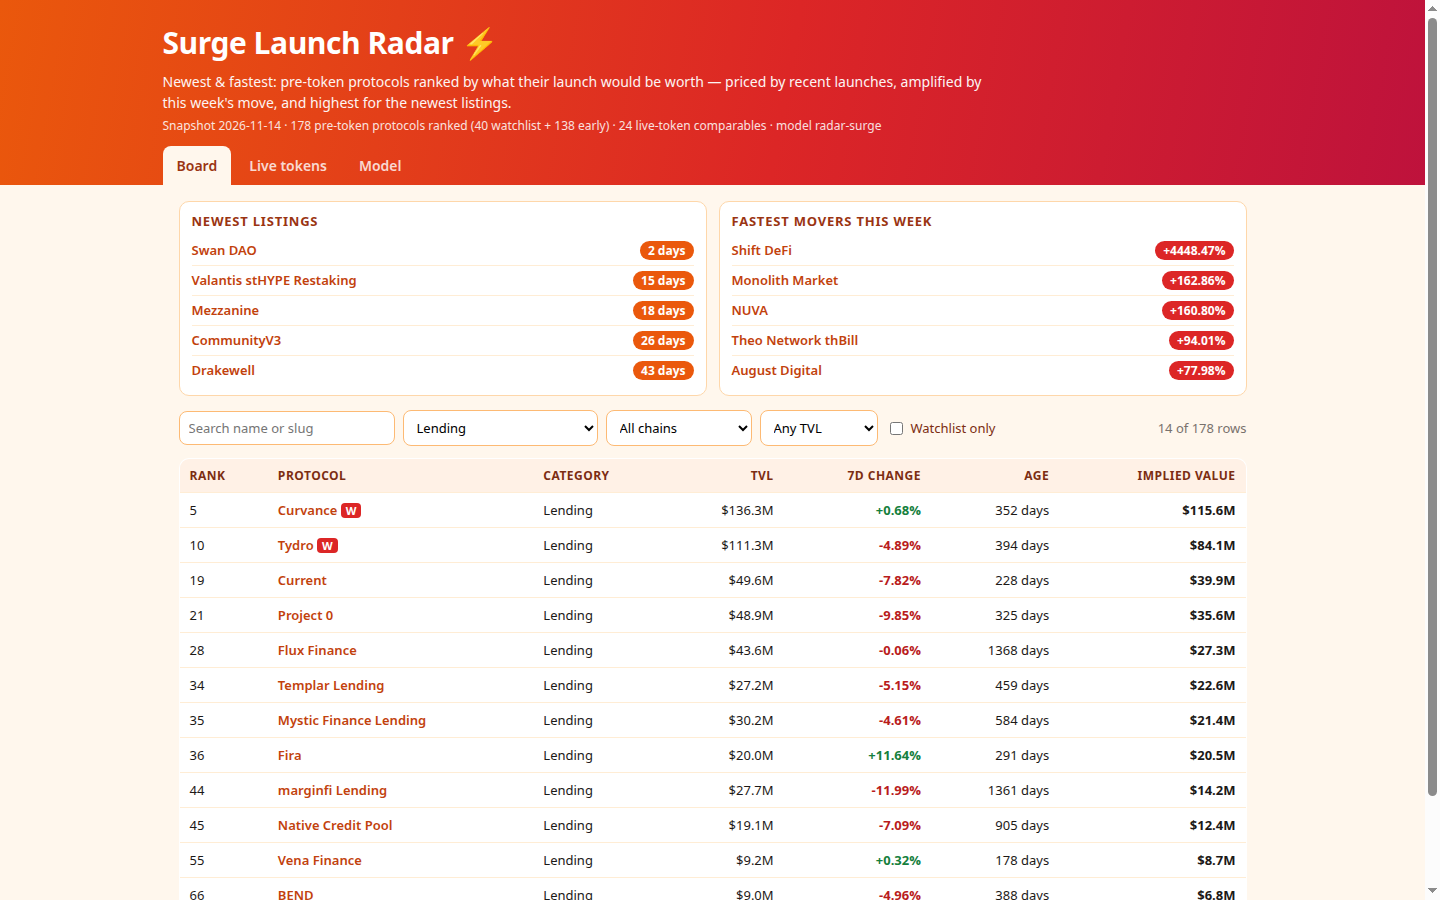 Surge Launch Radar ⚡
Newest & fastest: pre-token protocols ranked by what their launch would be worth — priced by recent launches, amplified by
this week's move, and highest for the newest listings.
Snapshot 2026-11-14 · 178 pre-token protocols ranked (40 watchlist + 138 early) · 24 live-token comparables · model radar-surge
Board Live tokens Model
NEWEST LISTINGS
Swan DAO 2 days
Valantis stHYPE Restaking 15 days
Mezzanine 18 days
CommunityV3 26 days
Drakewell 43 days
FASTEST MOVERS THIS WEEK
Shift DeFi +4448.47%
Monolith Market +162.86%
NUVA +160.80%
Theo Network thBill +94.01%
August Digital +77.98%
Search name or slug Lending All chains Any TVL Watchlist only 14 of 178 rows
RANK PROTOCOL CATEGORY TVL 7D CHANGE AGE IMPLIED VALUE
5 Curvance W Lending $136.3M +0.68% 352 days $115.6M
10 Tydro W Lending $111.3M -4.89% 394 days $84.1M
19 Current Lending $49.6M -7.82% 228 days $39.9M
21 Project 0 Lending $48.9M -9.85% 325 days $35.6M
28 Flux Finance Lending $43.6M -0.06% 1368 days $27.3M
34 Templar Lending Lending $27.2M -5.15% 459 days $22.6M
35 Mystic Finance Lending Lending $30.2M -4.61% 584 days $21.4M
36 Fira Lending $20.0M +11.64% 291 days $20.5M
44 marginfi Lending Lending $27.7M -11.99% 1361 days $14.2M
45 Native Credit Pool Lending $19.1M -7.09% 905 days $12.4M
55 Vena Finance Lending $9.2M +0.32% 178 days $8.7M
66 BEND Lending $9.0M -4.96% 388 days $6.8M